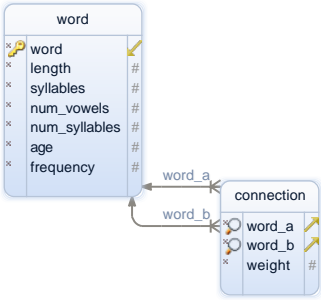 word
word
length #
syllables #
num_vowels #
num_syllables #
age #
frequency #
word_a
word_b
connection
word_a
word_b
weight #